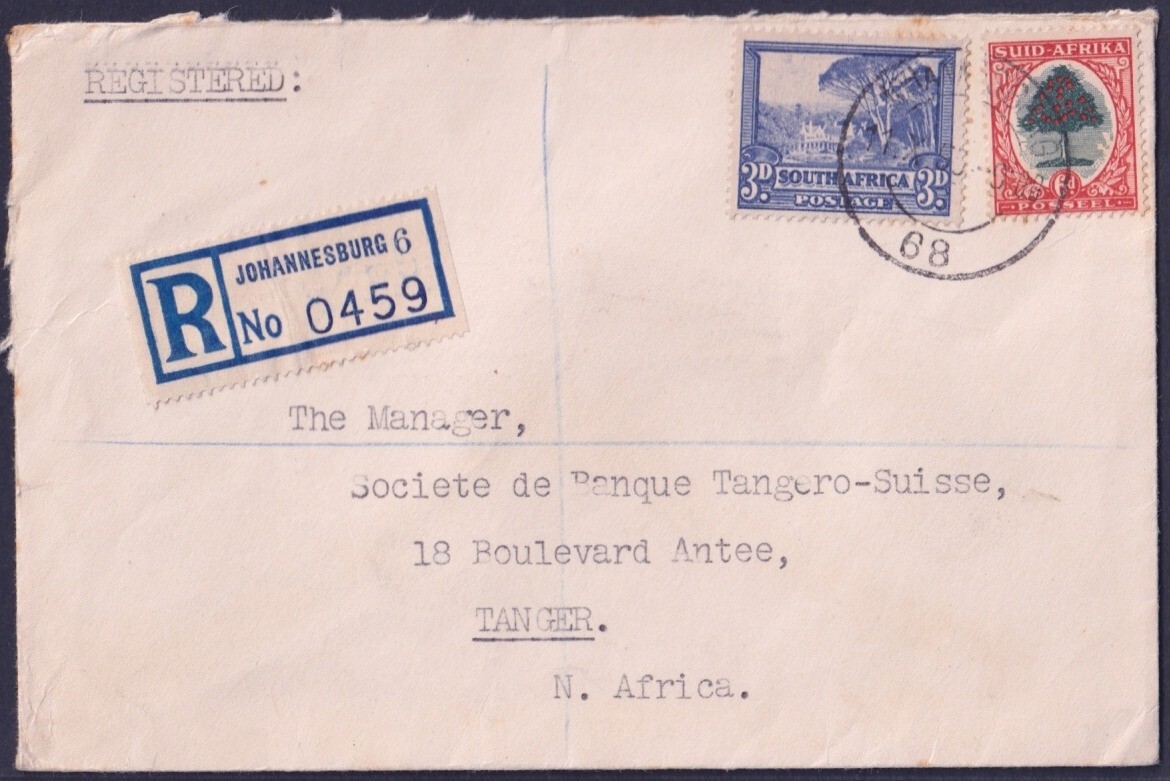 REGISTERED:
3D SOUTH AFRICA 3D
POSTAGE
SUID-AFRIKA
6d
POSSEEL
68
R
JOHANNESBURG 6
No 0459
The Manager,
Societe de Banque Tangero-Suisse,
18 Boulevard Antee,
TANGER.
N. Africa.